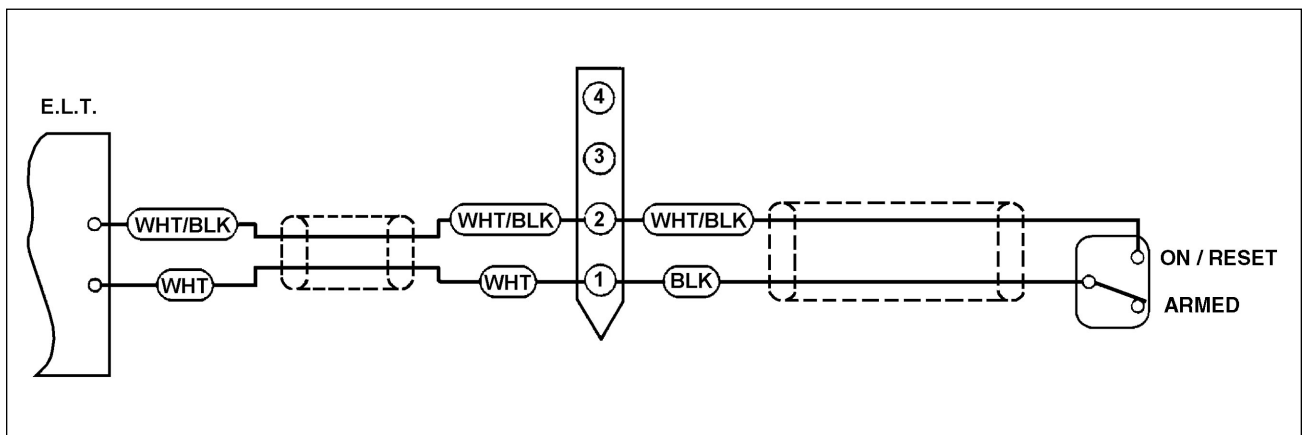 E.L.T.
4
3
WHT/BLK
WHT/BLK
2
WHT/BLK
ON / RESET
WHT
WHT
1
BLK
ARMED